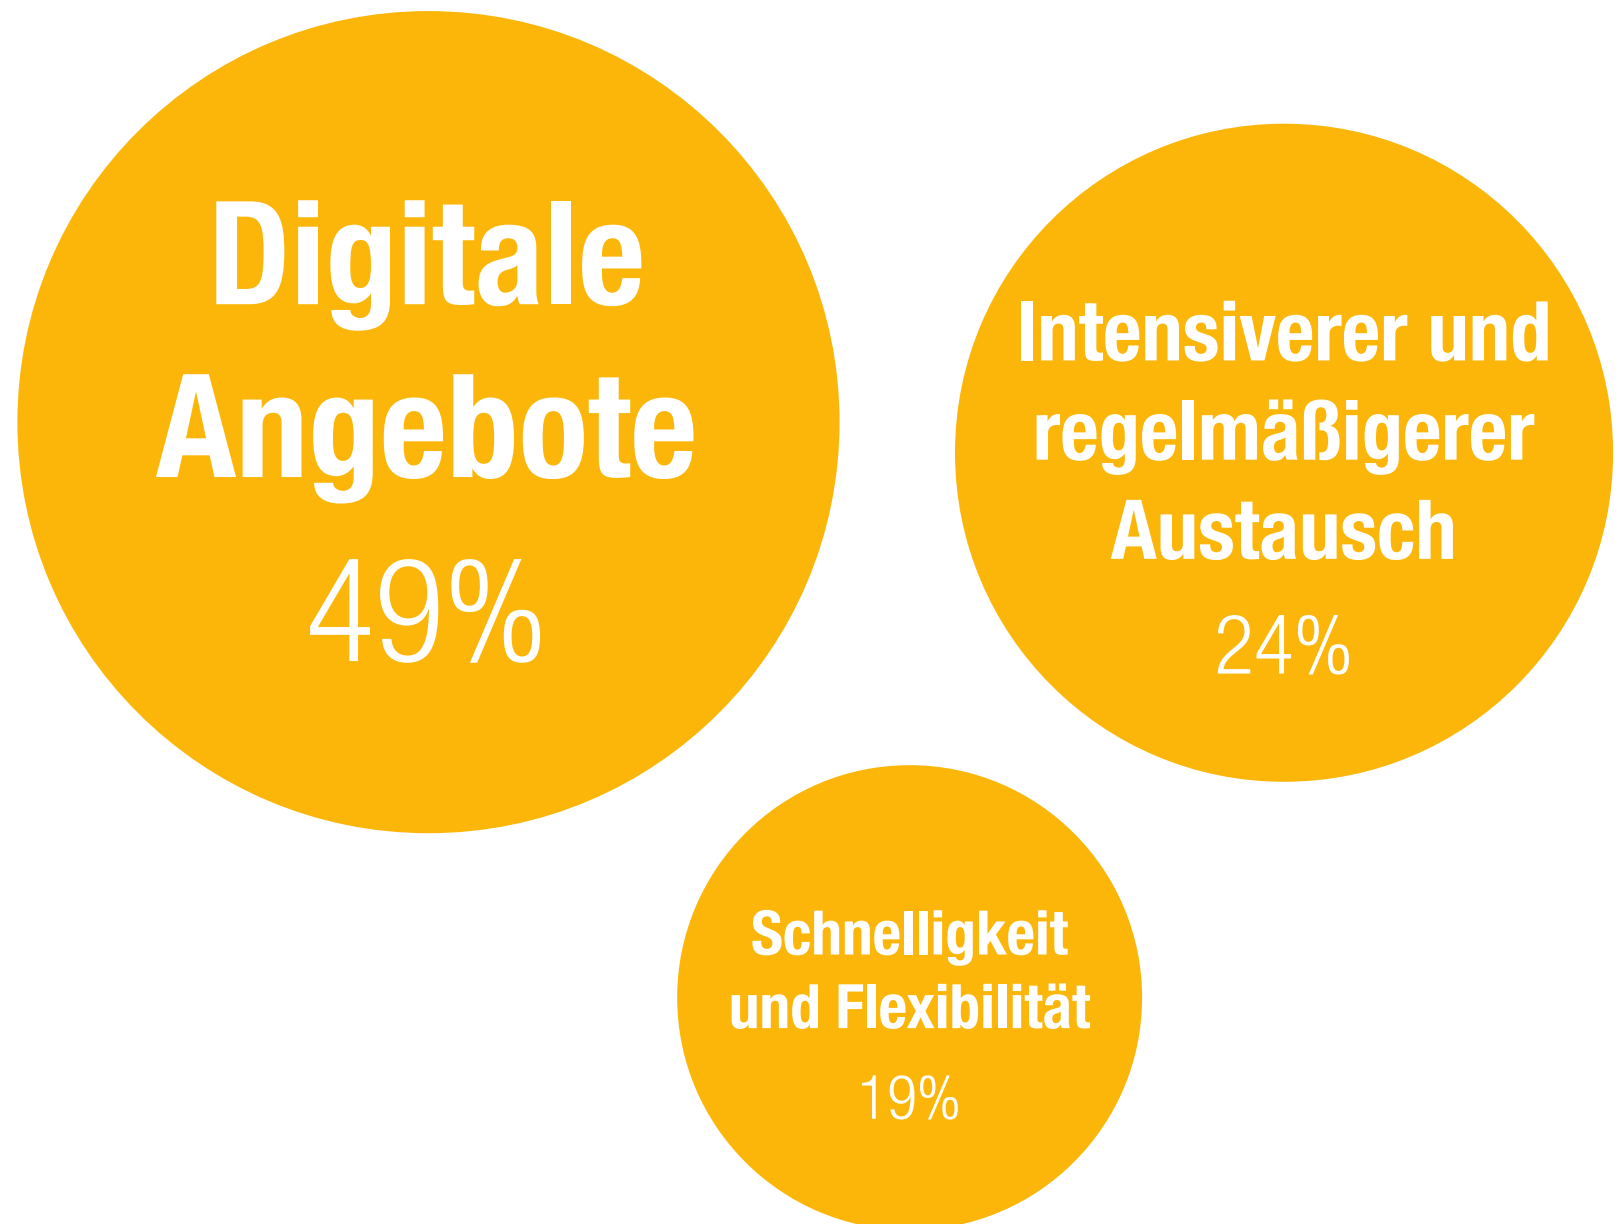 Digitale
Angebote
49%
Intensiverer und
regelmäßigerer
Austausch
24%
Schnelligkeit
und Flexibilität
19%